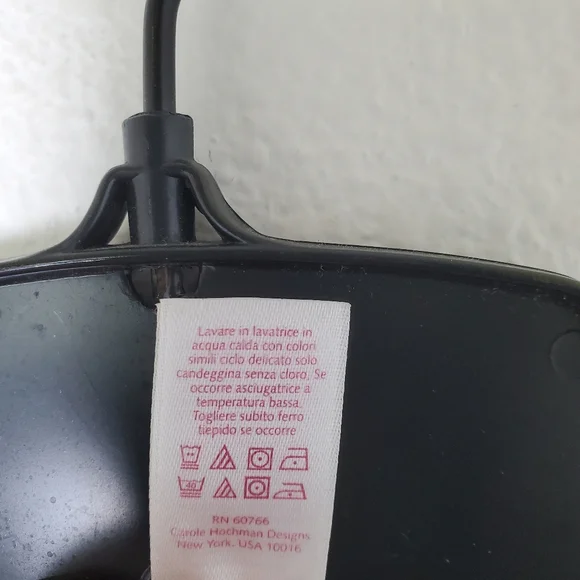 Lavare in lavatrice in
acqua calda con colori
simili ciclo delicato solo
candeggina senza cloro, Se
occorre asciugatrice a
temperatura bassa.
Togliere subito ferro
tiepido se occorre
40
RN 60766
Carole Hochman Designs
New York, USA 10016